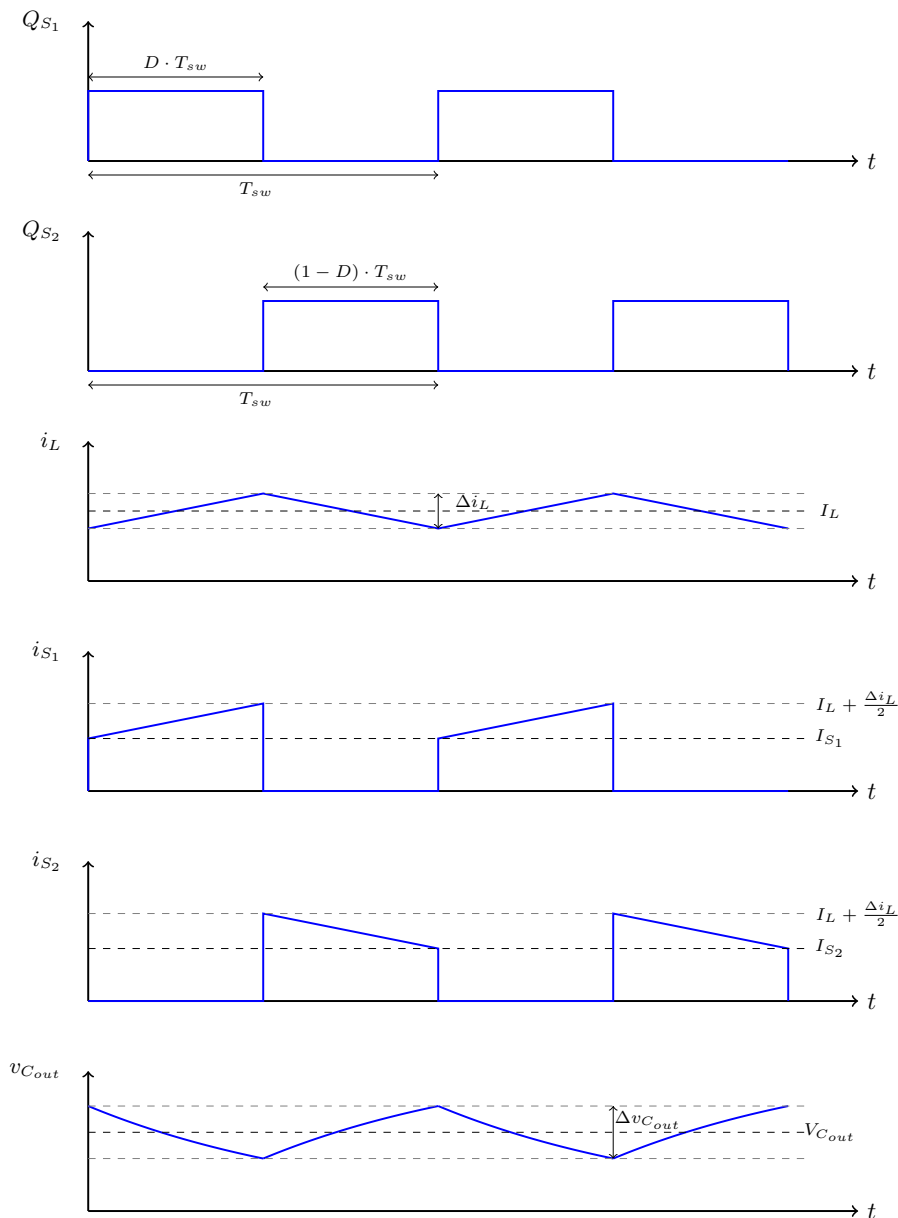 Q_{S_1}
D · T_{sw}
t
T_{sw}
Q_{S_2}
(1 − D) · T_{sw}
t
T_{sw}
i_L
Δi_L
I_L
t
i_{S_1}
I_L + \frac{Δi_L}{2}
I_{S_1}
t
i_{S_2}
I_L + \frac{Δi_L}{2}
I_{S_2}
t
v_{C_{out}}
Δv_{C_{out}}
V_{C_{out}}
t